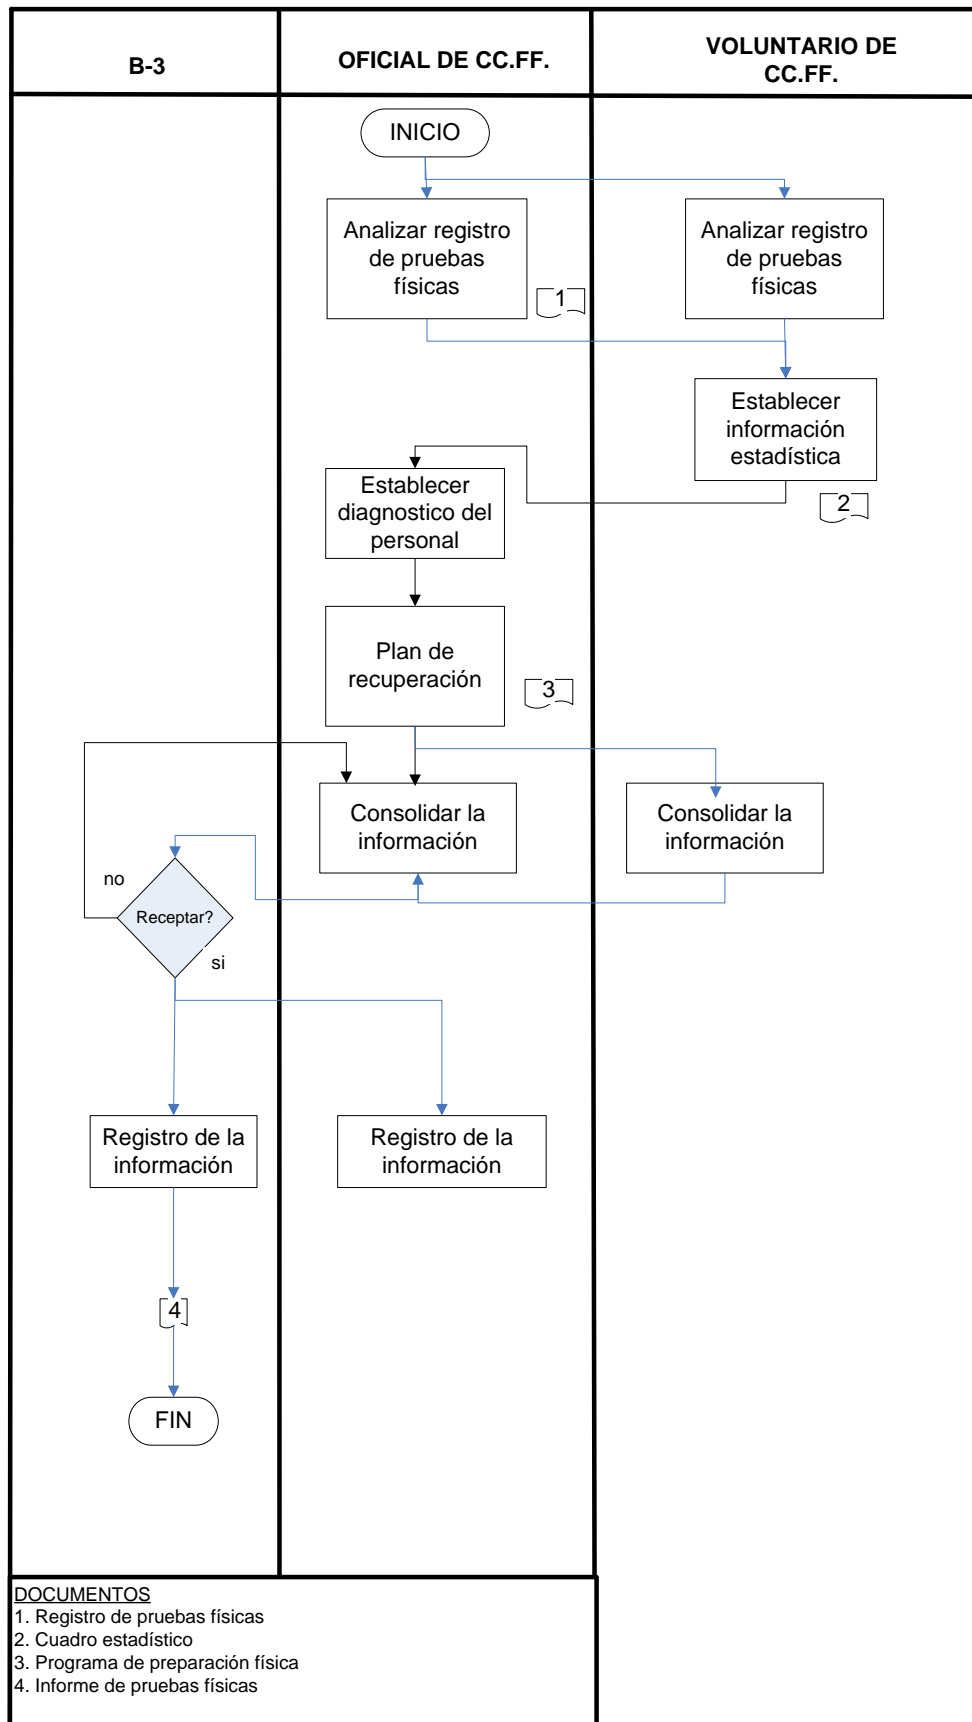 B-3
OFICIAL DE CC.FF.
VOLUNTARIO DE
CC.FF.
INICIO
Analizar registro
de pruebas
físicas
1
Analizar registro
de pruebas
físicas
Establecer
información
estadística
2
Establecer
diagnostico del
personal
Plan de
recuperación
3
Consolidar la
información
Consolidar la
información
no
Receptar?
si
Registro de la
información
Registro de la
información
4
FIN
DOCUMENTOS
1. Registro de pruebas físicas
2. Cuadro estadístico
3. Programa de preparación física
4. Informe de pruebas físicas